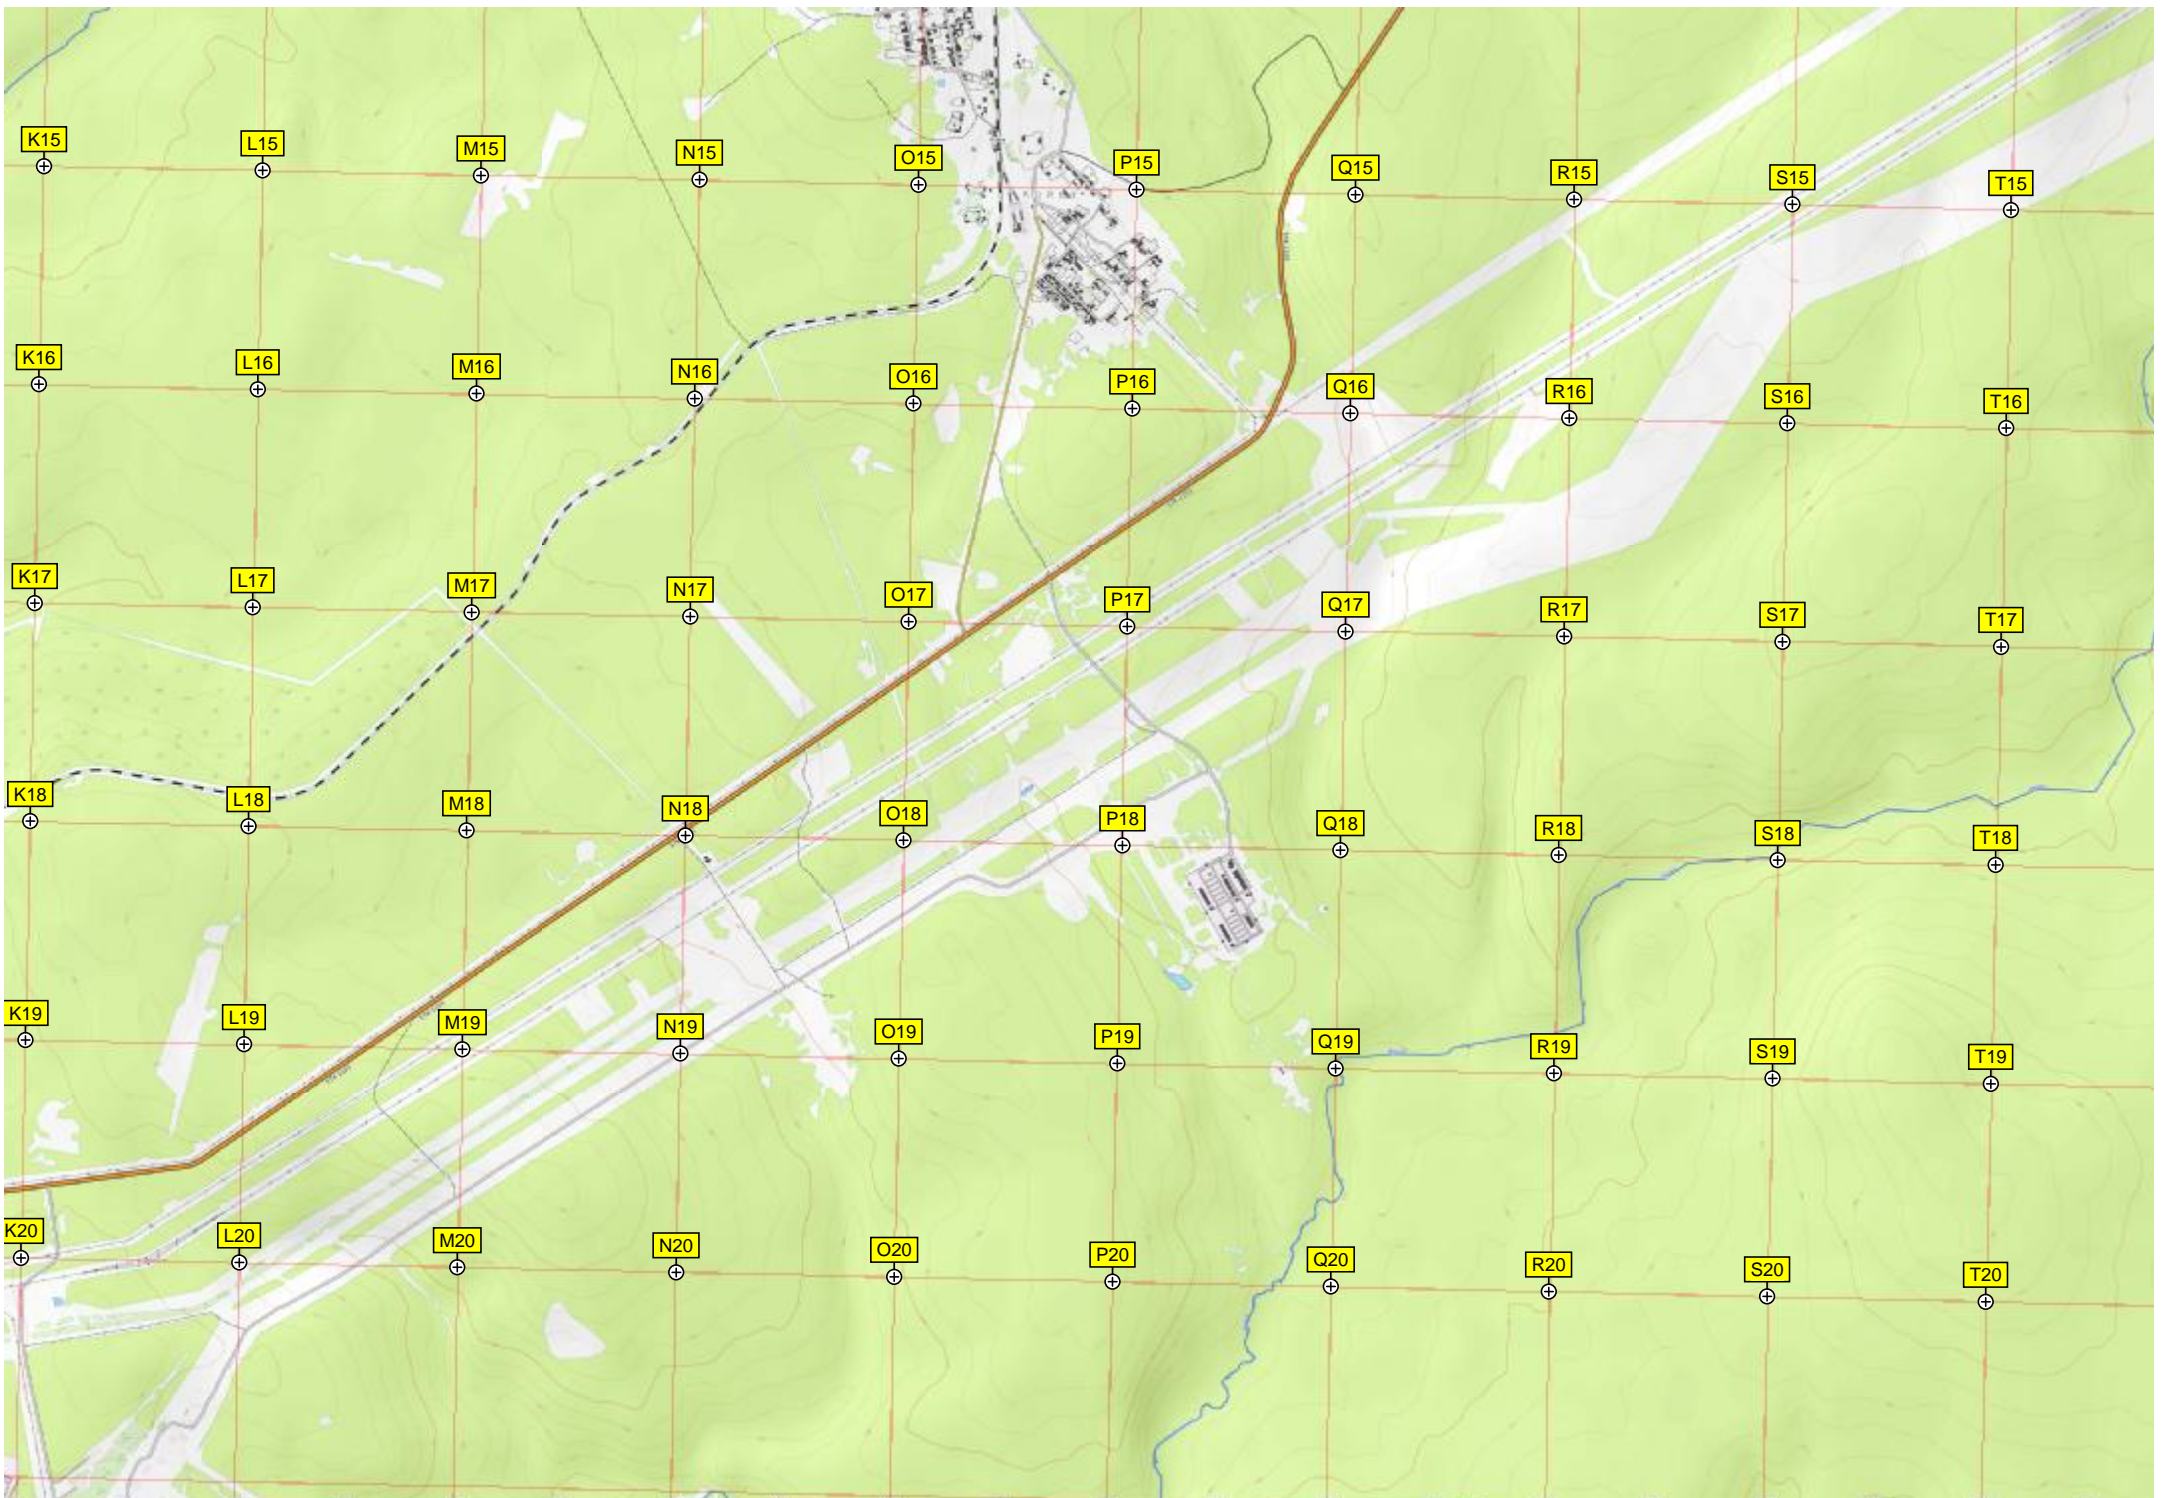 K15 L15 M15 N15 O15 P15 Q15 R15 S15 T15
K16 L16 M16 N16 O16 P16 Q16 R16 S16 T16
K17 L17 M17 N17 O17 P17 Q17 R17 S17 T17
K18 L18 M18 N18 O18 P18 Q18 R18 S18 T18
K19 L19 M19 N19 O19 P19 Q19 R19 S19 T19
K20 L20 M20 N20 O20 P20 Q20 R20 S20 T20